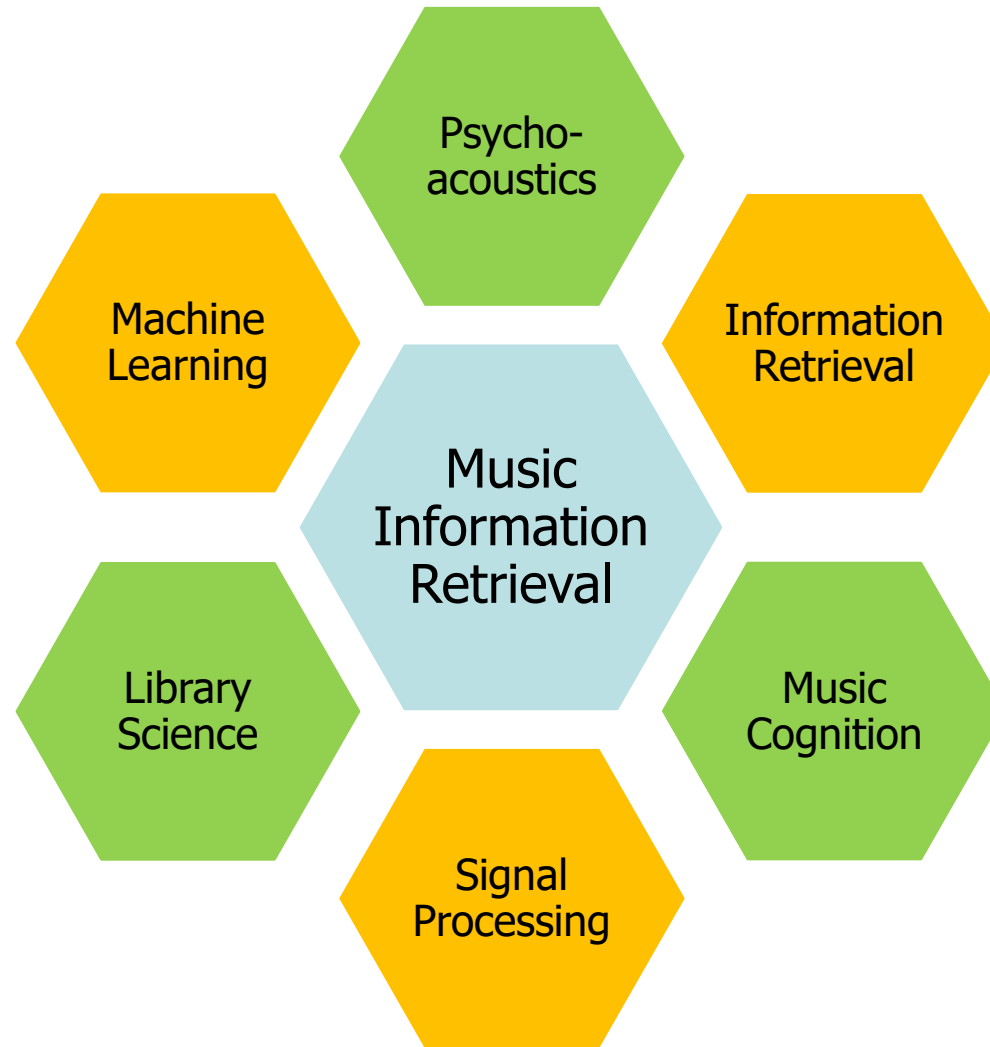 Psycho-
acoustics
Machine
Learning
Information
Retrieval
Music
Information
Retrieval
Library
Science
Music
Cognition
Signal
Processing